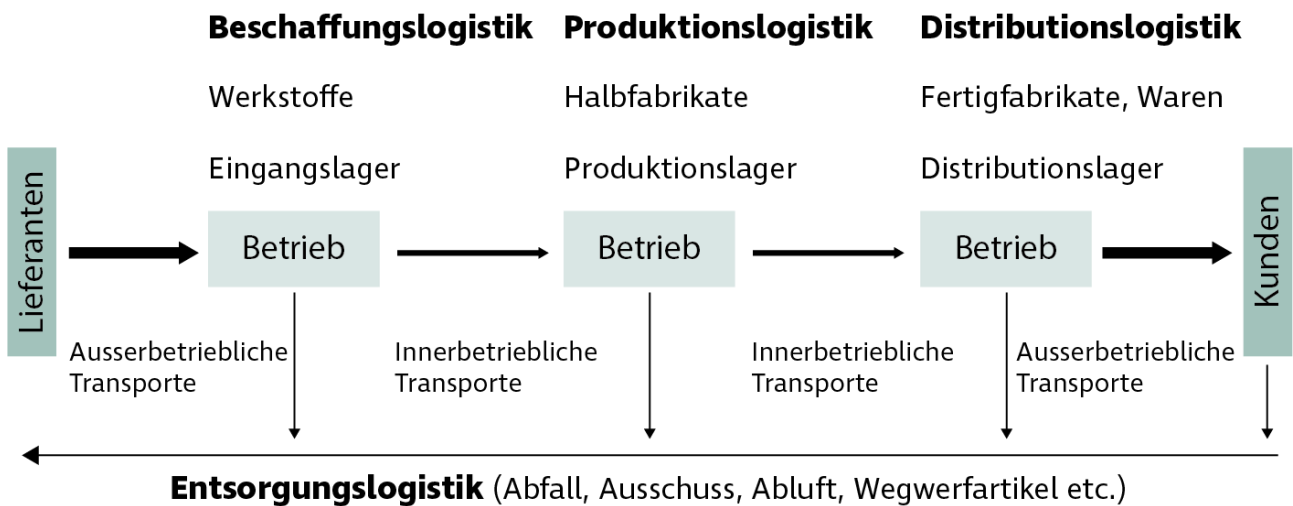 Beschaffungslogistik Produktionslogistik Distributionslogistik
Werkstoffe Halbfabrikate Fertigfabrikate, Waren
Eingangslager Produktionslager Distributionslager
Lieferanten
Betrieb Betrieb Betrieb
Kunden
Ausserbetriebliche Innerbetriebliche Innerbetriebliche Ausserbetriebliche
Transporte Transporte Transporte Transporte
Entsorgungslogistik (Abfall, Ausschuss, Abluft, Wegwerfartikel etc.)